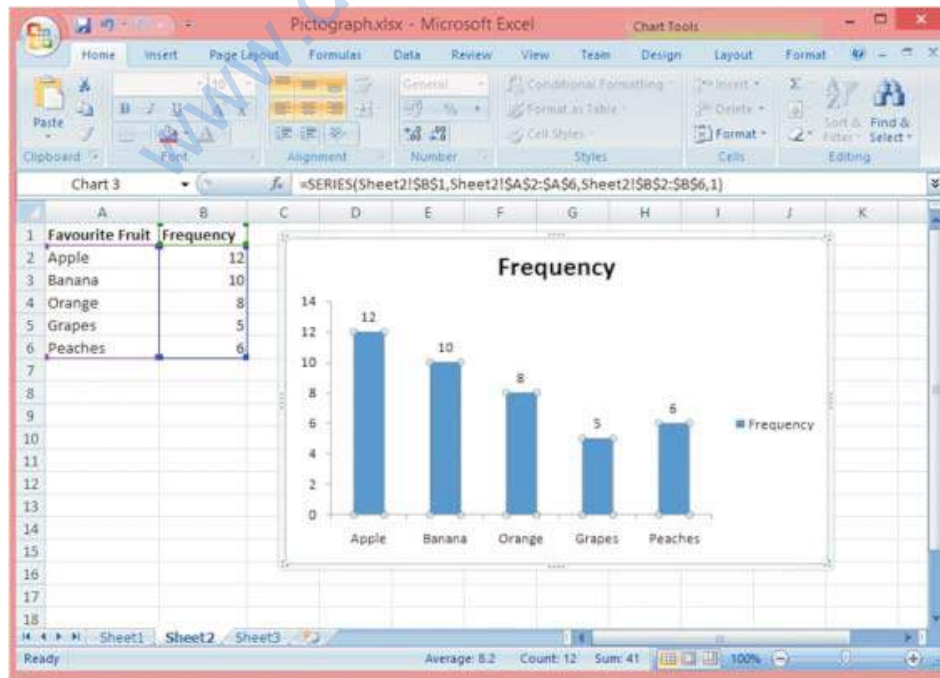 Pictograph.xlsx - Microsoft Excel
Chart Tools
Home Insert Page Layout Formulas Data Review View Team Design Layout Format
Paste
General
Conditional Formatting
Format as Table
Cell Styles
Insert
Delete
Format
Sort & Filter
Find & Select
Clipboard Font Alignment Number Styles Cells Editing
Chart 3 fx =SERIES(Sheet2!$B$1,Sheet2!$A$2:$A$6,Sheet2!$B$2:$B$6,1)
A B C D E F G H I J K
1 Favourite Fruit Frequency
2 Apple 12
3 Banana 10
4 Orange 8
5 Grapes 5
6 Peaches 6
7
8
9
10
11
12
13
14
15
16
17
18
Frequency
14
12
10
8
6
4
2
0
12
10
8
5
6
Apple Banana Orange Grapes Peaches
Frequency
Sheet1 Sheet2 Sheet3
Ready Average: 8.2 Count: 12 Sum: 41 100%
www.